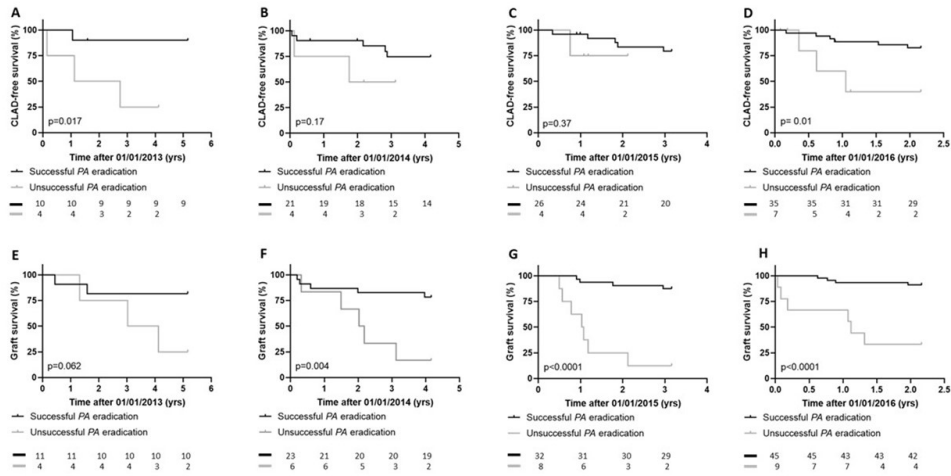 A
CLAD-free survival (%)
100
75
50
25
0
p=0.017
0 1 2 3 4 5 6
Time after 01/01/2013 (yrs)
Successful PA eradication
Unsuccessful PA eradication
10 10 9 9 9 9
4 4 3 2 2
B
CLAD-free survival (%)
100
75
50
25
0
p=0.17
0 1 2 3 4 5
Time after 01/01/2014 (yrs)
Successful PA eradication
Unsuccessful PA eradication
21 19 18 15 14
4 4 3 2
C
CLAD-free survival (%)
100
75
50
25
0
p=0.37
0 1 2 3 4
Time after 01/01/2015 (yrs)
Successful PA eradication
Unsuccessful PA eradication
26 24 21 20
4 4 2
D
CLAD-free survival (%)
100
75
50
25
0
p= 0.01
0.0 0.5 1.0 1.5 2.0 2.5
Time after 01/01/2016 (yrs)
Successful PA eradication
Unsuccessful PA eradication
35 35 31 31 29
7 5 4 2 2
E
Graft survival (%)
100
75
50
25
0
p=0.062
0 1 2 3 4 5 6
Time after 01/01/2013 (yrs)
Successful PA eradication
Unsuccessful PA eradication
11 11 10 10 10 10
4 4 4 4 3 2
F
Graft survival (%)
100
75
50
25
0
p=0.004
0 1 2 3 4 5
Time after 01/01/2014 (yrs)
Successful PA eradication
Unsuccessful PA eradication
23 21 20 20 19
6 6 5 3 2
G
Graft survival (%)
100
75
50
25
0
p<0.0001
0 1 2 3 4
Time after 01/01/2015 (yrs)
Successful PA eradication
Unsuccessful PA eradication
32 31 30 29
8 6 3 2
H
Graft survival (%)
100
75
50
25
0
p<0.0001
0.0 0.5 1.0 1.5 2.0 2.5
Time after 01/01/2016 (yrs)
Successful PA eradication
Unsuccessful PA eradication
45 45 43 43 42
9 7 7 4 4